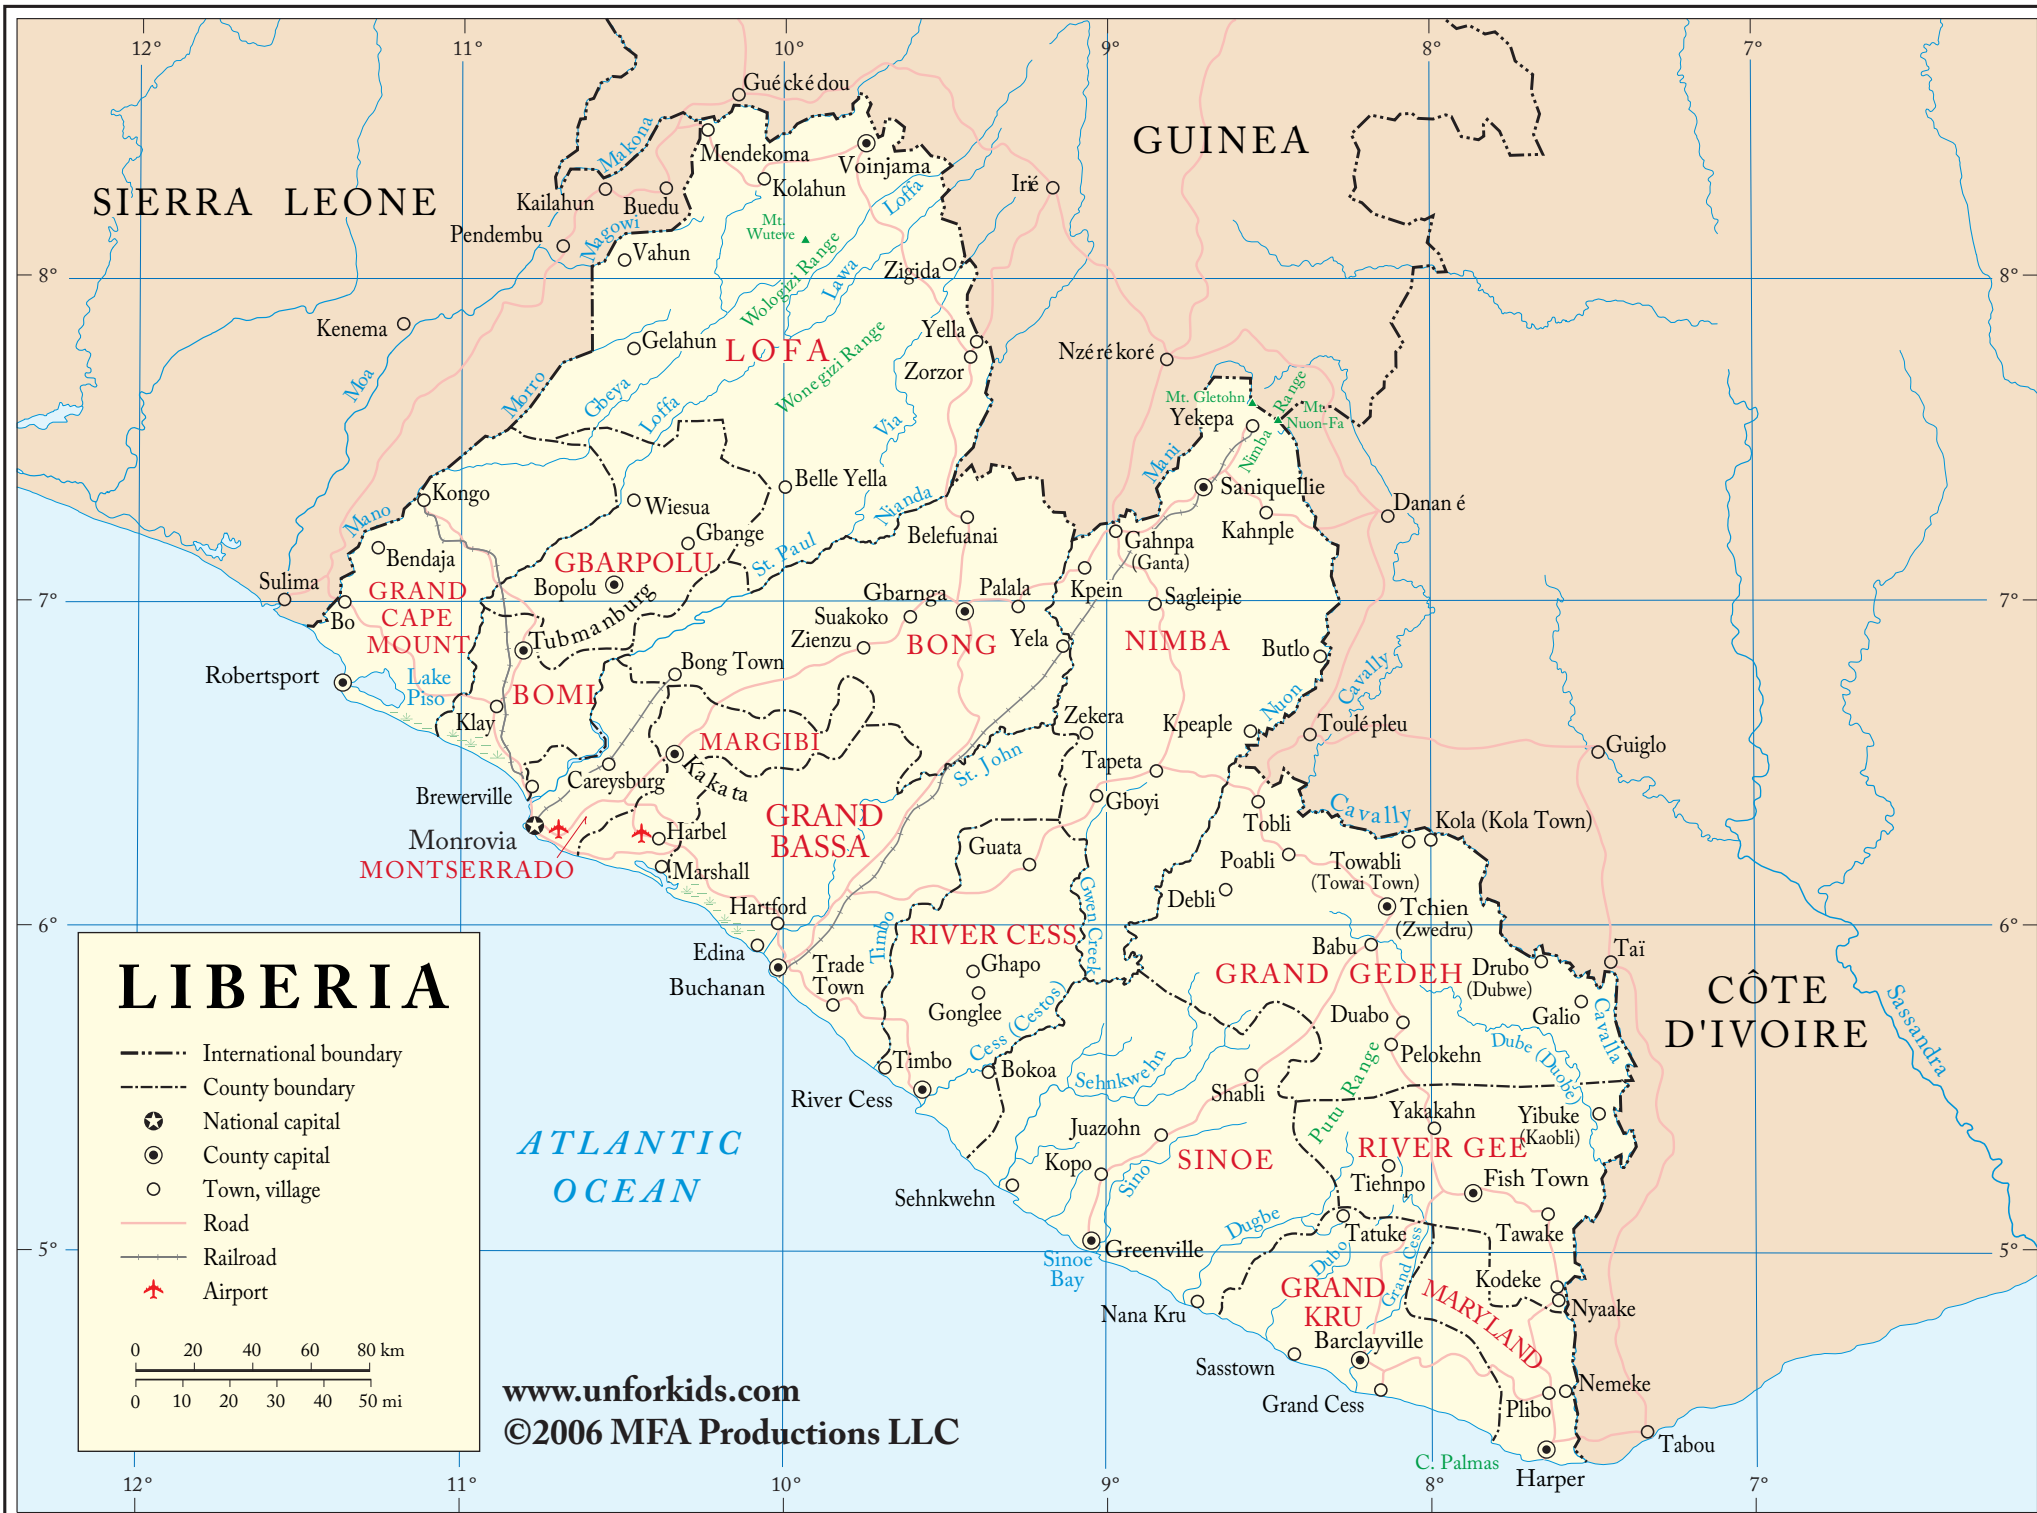 12°
11°
10°
9°
8°
7°
Guéckédou
GUINEA
Makona
Mendekoma
Voinjama
SIERRA LEONE
Kailahun
Buedu
Kolahun
Irié
Loffa
Mt.
Wuteve
Pendembu
Magowi
Vahun
Zigida
8°
8°
Wologizi Range
Lawa
Kenema
Gelahun
LOFA
Yella
Zorzor
Wonegizi Range
Nzérékoré
Moa
Morro
Gbeya
Loffa
Via
Mt. Gletohn
Nimba Range
Mt.
Nuon-Fa
Yekepa
Mani
Kongo
Belle Yella
Wiesua
Nianda
Saniquellie
Danané
Mano
Gbange
Belefuanai
Kahnple
Bendaja
GBARPOLU
St. Paul
Gahnpa
(Ganta)
Sulima
GRAND
CAPE
MOUNT
Bopolu
Gbarnga
Palala
Kpein
Sagleipie
7°
7°
Bo
Tubmanburg
Suakoko
Zienzu
BONG
Yela
NIMBA
Butlo
Robertsport
Lake
Piso
BOMI
Bong Town
Cavally
Nuon
Klay
Zekera
Kpeaple
Toulépleu
Guiglo
MARGIBI
St. John
Tapeta
Careysburg
Kakata
Brewerville
Gboyi
Monrovia
MONTSERRADO
Harbel
Marshall
GRAND
BASSA
Tobli
Cavally
Kola (Kola Town)
Guata
Poabli
Towabli
(Towai Town)
Debli
Gwen Creek
Hartford
Tchien
(Zwedru)
6°
6°
Edina
Timbo
RIVER CESS
Babu
Taï
Buchanan
Trade
Town
Ghapo
GRAND GEDEH
Drubo
(Dubwe)
CÔTE
D'IVOIRE
Gonglee
Galio
Cess (Cestos)
Duabo
Cavalla
Sassandra
Pelokehn
Dube (Duobe)
Timbo
Bokoa
Sehnkwehn
Shabli
Putu Range
River Cess
Yakakahn
Yibuke
(Kaobli)
Juazohn
Kopo
SINOE
RIVER GEE
Sino
Tiehnpo
Fish Town
Sehnkwehn
Dugbe
Tatuke
Tawake
Greenville
5°
5°
Sinoe
Bay
Dubo
Grand Cess
Kodeke
Nyaake
Nana Kru
GRAND
KRU
MARYLAND
Barclayville
Sasstown
Grand Cess
Plibo
Nemeke
Tabou
C. Palmas
Harper
ATLANTIC
OCEAN
LIBERIA
International boundary
County boundary
National capital
County capital
Town, village
Road
Railroad
Airport
0 20 40 60 80 km
0 10 20 30 40 50 mi
www.unforkids.com
©2006 MFA Productions LLC
12°
11°
10°
9°
8°
7°